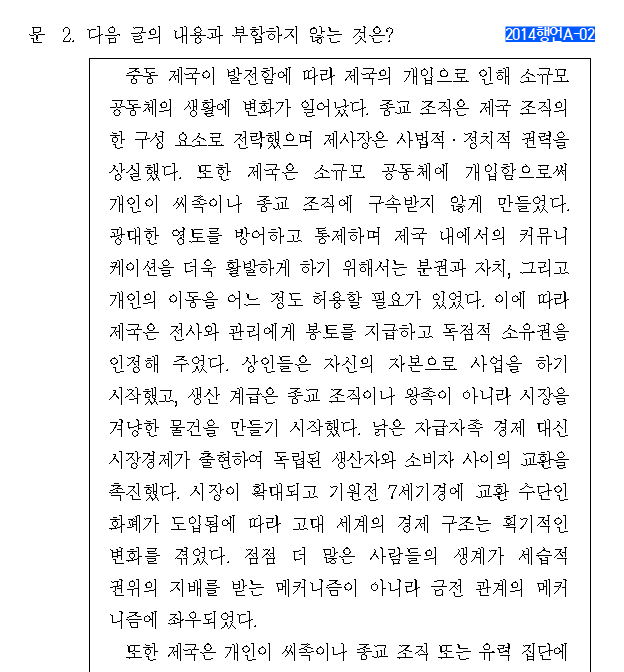 문 2. 다음 글의 내용과 부합하지 않는 것은?
2014행언A-02
중동 제국이 발전함에 따라 제국의 개입으로 인해 소규모
공동체의 생활에 변화가 일어났다. 종교 조직은 제국 조직의
한 구성 요소로 전락했으며 제사장은 사법적·정치적 권력을
상실했다. 또한 제국은 소규모 공동체에 개입함으로써
개인이 씨족이나 종교 조직에 구속받지 않게 만들었다.
광대한 영토를 방어하고 통제하며 제국 내에서의 커뮤니
케이션을 더욱 활발하게 하기 위해서는 분권과 자치, 그리고
개인의 이동을 어느 정도 허용할 필요가 있었다. 이에 따라
제국은 전사와 관리에게 봉토를 지급하고 독점적 소유권을
인정해 주었다. 상인들은 자신의 자본으로 사업을 하기
시작했고, 생산 계급은 종교 조직이나 왕족이 아니라 시장을
겨냥한 물건을 만들기 시작했다. 낡은 자급자족 경제 대신
시장경제가 출현하여 독립된 생산자와 소비자 사이의 교환을
촉진했다. 시장이 확대되고 기원전 7세기경에 교환 수단인
화폐가 도입됨에 따라 고대 세계의 경제 구조는 획기적인
변화를 겪었다. 점점 더 많은 사람들의 생계가 세습적
권위의 지배를 받는 메커니즘이 아니라 금전 관계의 메커
니즘에 좌우되었다.
또한 제국은 개인이 씨족이나 종교 조직 또는 유력 집단에